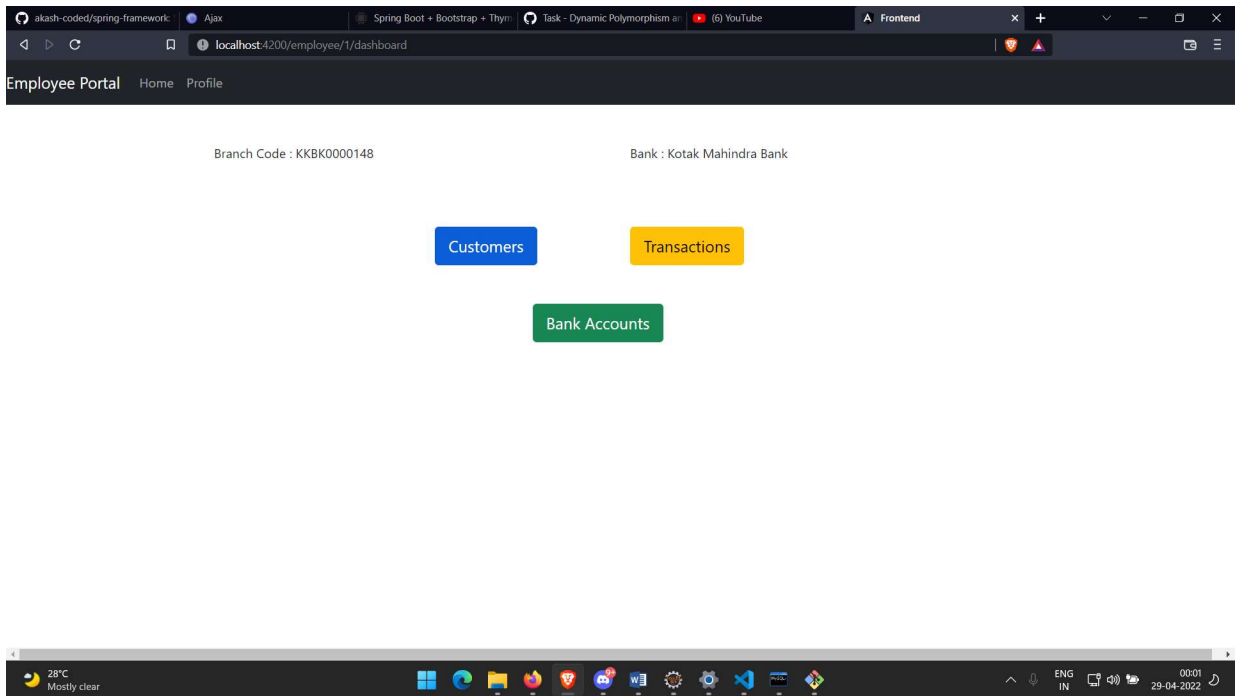 akash-coded/spring-framework: Ajax Spring Boot + Bootstrap + Thym Task - Dynamic Polymorphism an (6) YouTube Frontend
localhost:4200/employee/1/dashboard
Employee Portal Home Profile
Branch Code : KKBK0000148 Bank : Kotak Mahindra Bank
Customers Transactions
Bank Accounts
28°C
Mostly clear
ENG
IN
00:01
29-04-2022